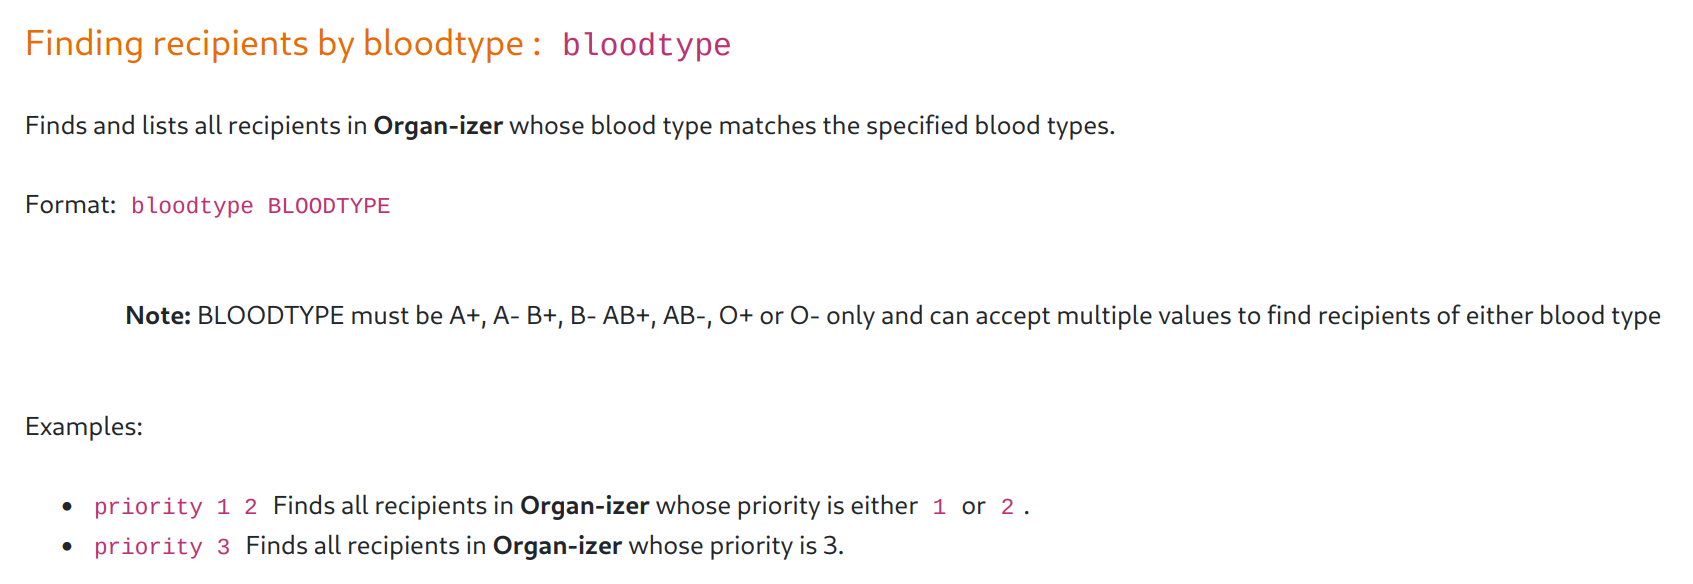 Finding recipients by bloodtype : bloodtype
Finds and lists all recipients in Organ-izer whose blood type matches the specified blood types.
Format: bloodtype BLOODTYPE
Note: BLOODTYPE must be A+, A- B+, B- AB+, AB-, O+ or O- only and can accept multiple values to find recipients of either blood type
Examples:
• priority 1 2 Finds all recipients in Organ-izer whose priority is either 1 or 2 .
• priority 3 Finds all recipients in Organ-izer whose priority is 3.